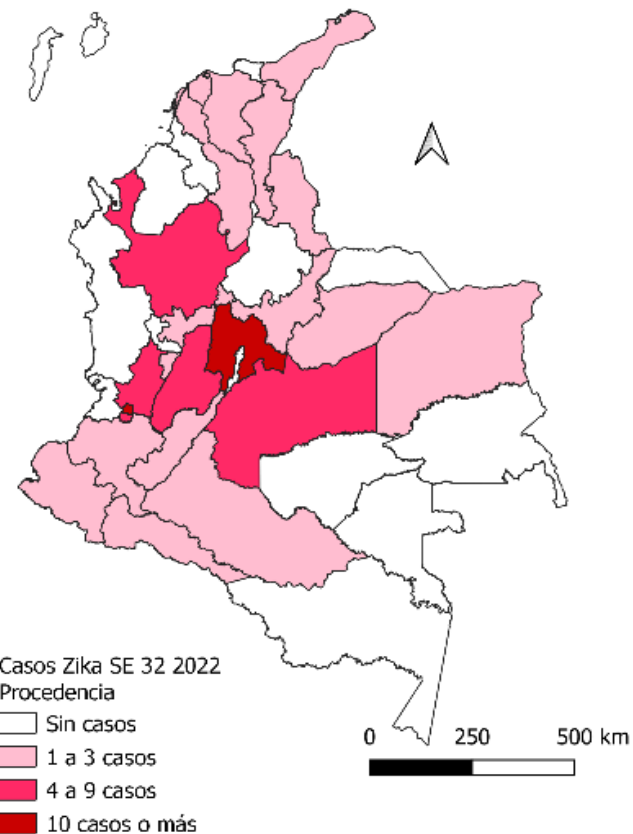 Casos Zika SE 32 2022
Procedencia
Sin casos
1 a 3 casos
4 a 9 casos
10 casos o más
0 250 500 km